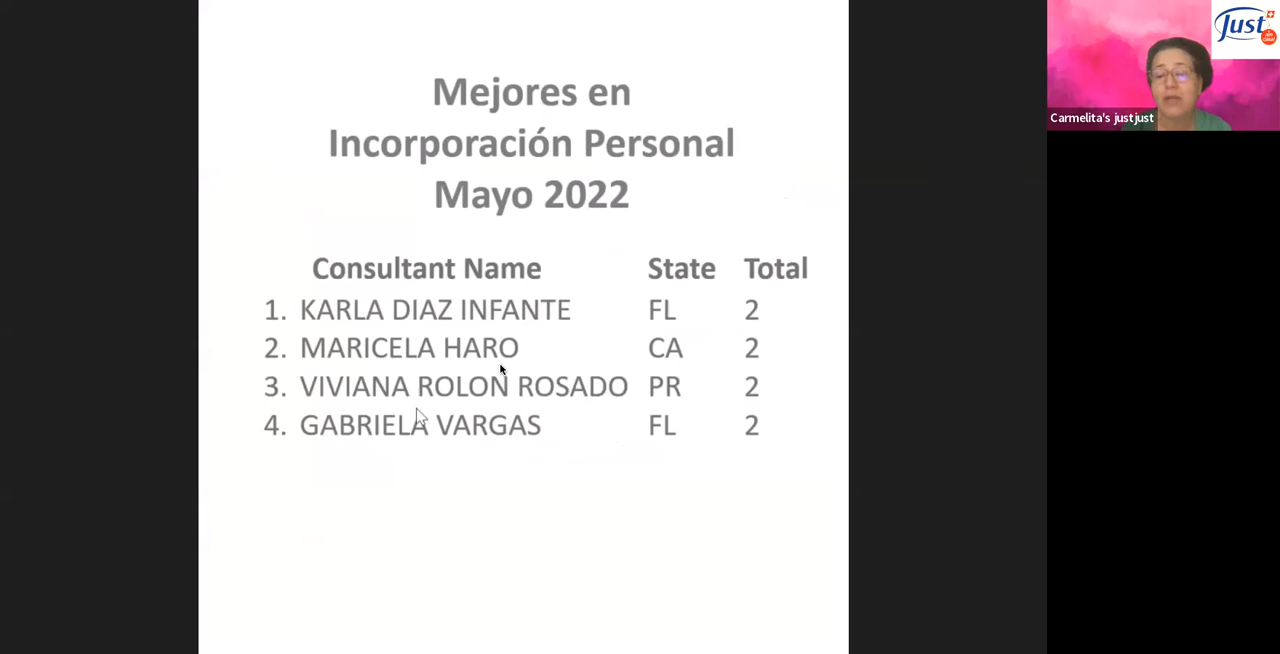 Mejores en
Incorporación Personal
Mayo 2022
Consultant Name State Total
1. KARLA DIAZ INFANTE FL 2
2. MARICELA HARO CA 2
3. VIVIANA ROLON ROSADO PR 2
4. GABRIELA VARGAS FL 2
Just
Carmelita's justjust